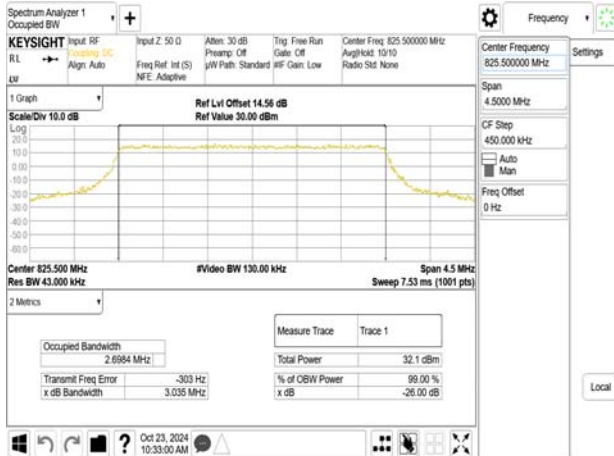 Spectrum Analyzer 1
Occupied BW
Frequency
KEYSIGHT
RL
Input: RF
Coupling: DC
Align: Auto
Input Z: 50 Ω
Freq Ref: Int (S)
NFE: Adaptive
Atten: 30 dB
Preamp: Off
µW Path: Standard
Trig: Free Run
Gate: Off
#IF Gain: Low
Center Freq: 825.500000 MHz
Avg|Hold: 10/10
Radio Std: None
Center Frequency
825.500000 MHz
Settings
Span
4.5000 MHz
CF Step
450.000 kHz
Auto
Man
Freq Offset
0 Hz
1 Graph
Scale/Div 10.0 dB
Ref Lvl Offset 14.56 dB
Ref Value 30.00 dBm
Log
20.0
10.0
0.00
-10.0
-20.0
-30.0
-40.0
-50.0
-60.0
Center 825.500 MHz
Res BW 43.000 kHz
#Video BW 130.00 kHz
Span 4.5 MHz
Sweep 7.53 ms (1001 pts)
2 Metrics
Measure Trace
Trace 1
Occupied Bandwidth
2.6984 MHz
Total Power
32.1 dBm
Transmit Freq Error
-303 Hz
% of OBW Power
99.00 %
x dB Bandwidth
3.035 MHz
x dB
-26.00 dB
Local
?
Oct 23, 2024
10:33:00 AM